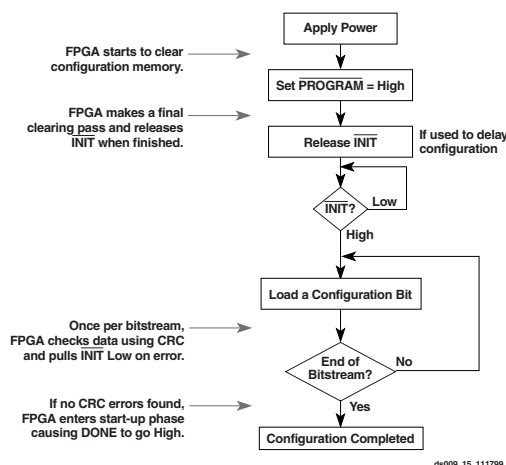 Apply Power
FPGA starts to clear
configuration memory.
Set PROGRAM = High
FPGA makes a final
clearing pass and releases
INIT when finished.
Release INIT
If used to delay
configuration
INIT?
Low
High
Load a Configuration Bit
Once per bitstream,
FPGA checks data using CRC
and pulls INIT Low on error.
End of
Bitstream?
No
Yes
If no CRC errors found,
FPGA enters start-up phase
causing DONE to go High.
Configuration Completed
ds009_15_111799